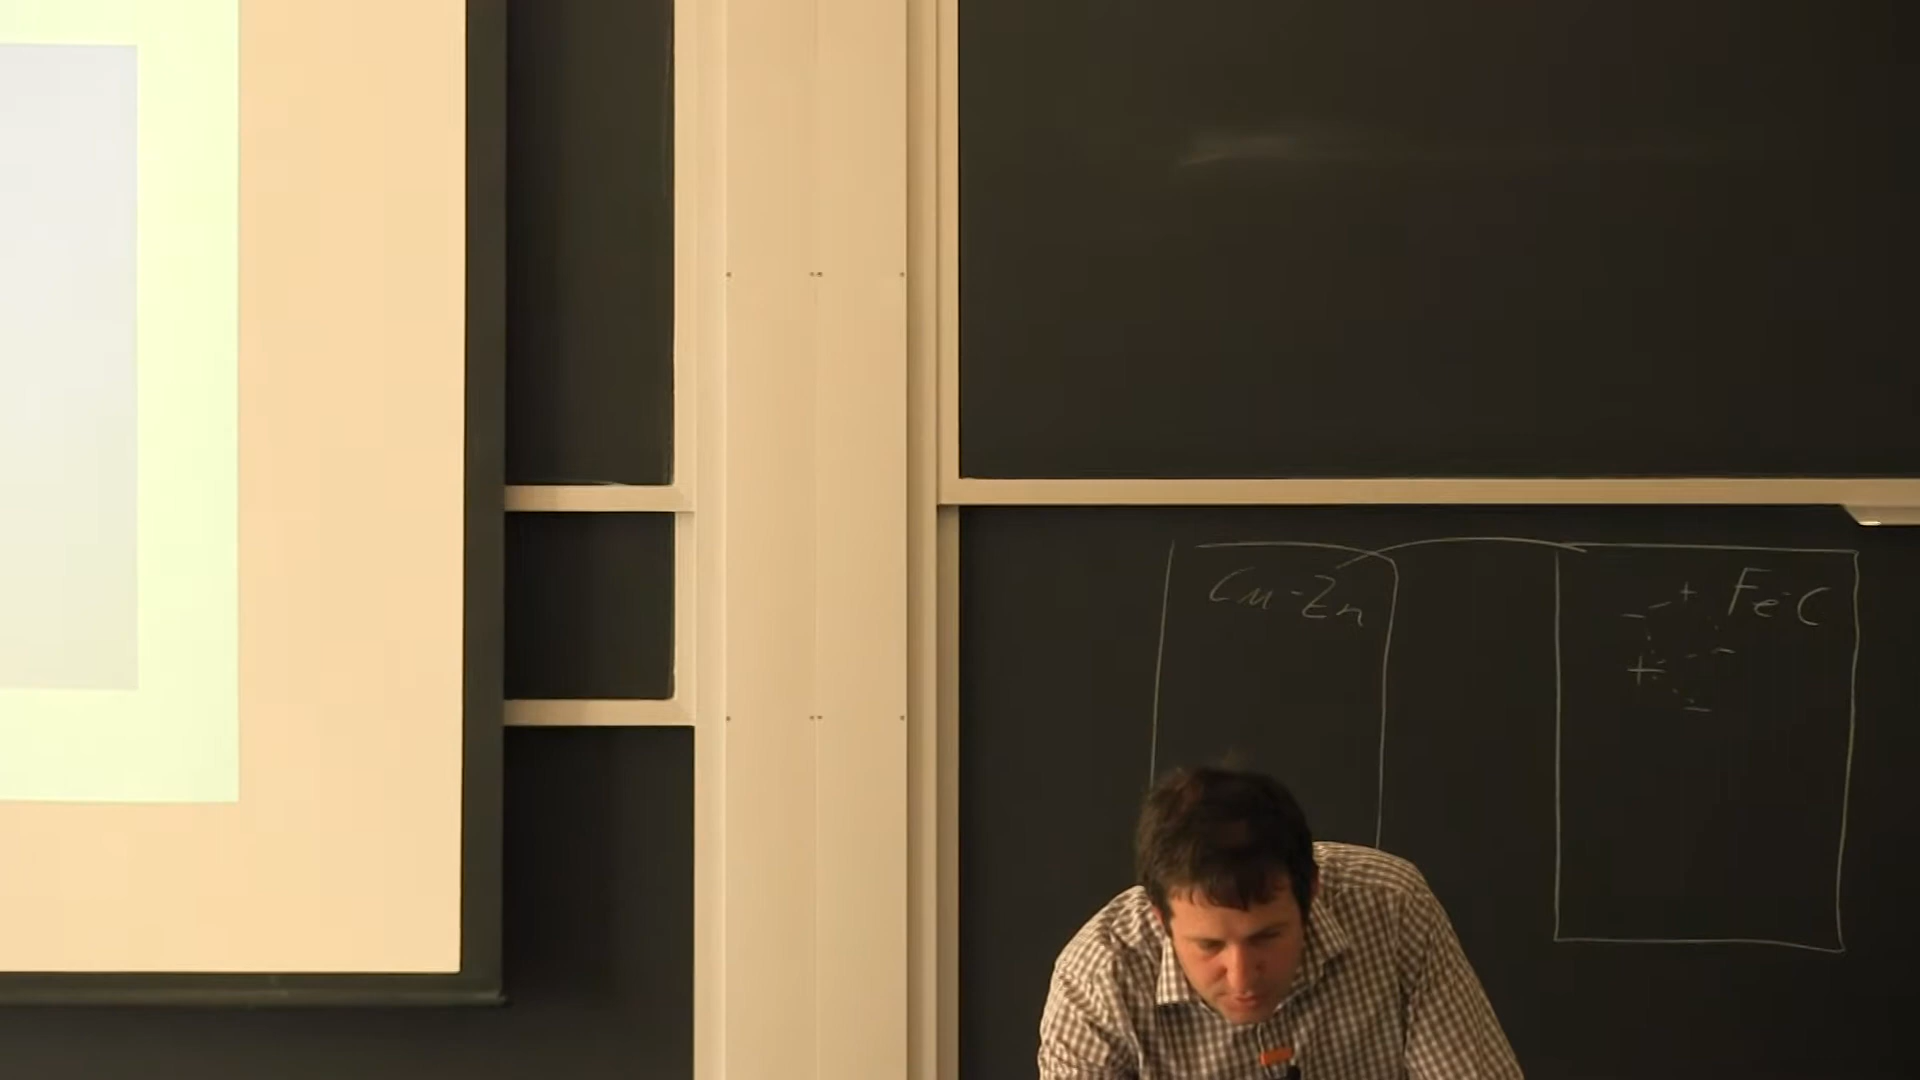 Cu-Zn
Fe-C
- +
+ -
-